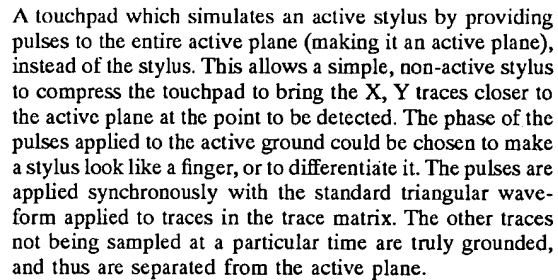 A touchpad which simulates an active stylus by providing
pulses to the entire active plane (making it an active plane),
instead of the stylus. This allows a simple, non-active stylus
to compress the touchpad to bring the X, Y traces closer to
the active plane at the point to be detected. The phase of the
pulses applied to the active ground could be chosen to make
a stylus look like a finger, or to differentiate it. The pulses are
applied synchronously with the standard triangular wave-
form applied to traces in the trace matrix. The other traces
not being sampled at a particular time are truly grounded,
and thus are separated from the active plane.